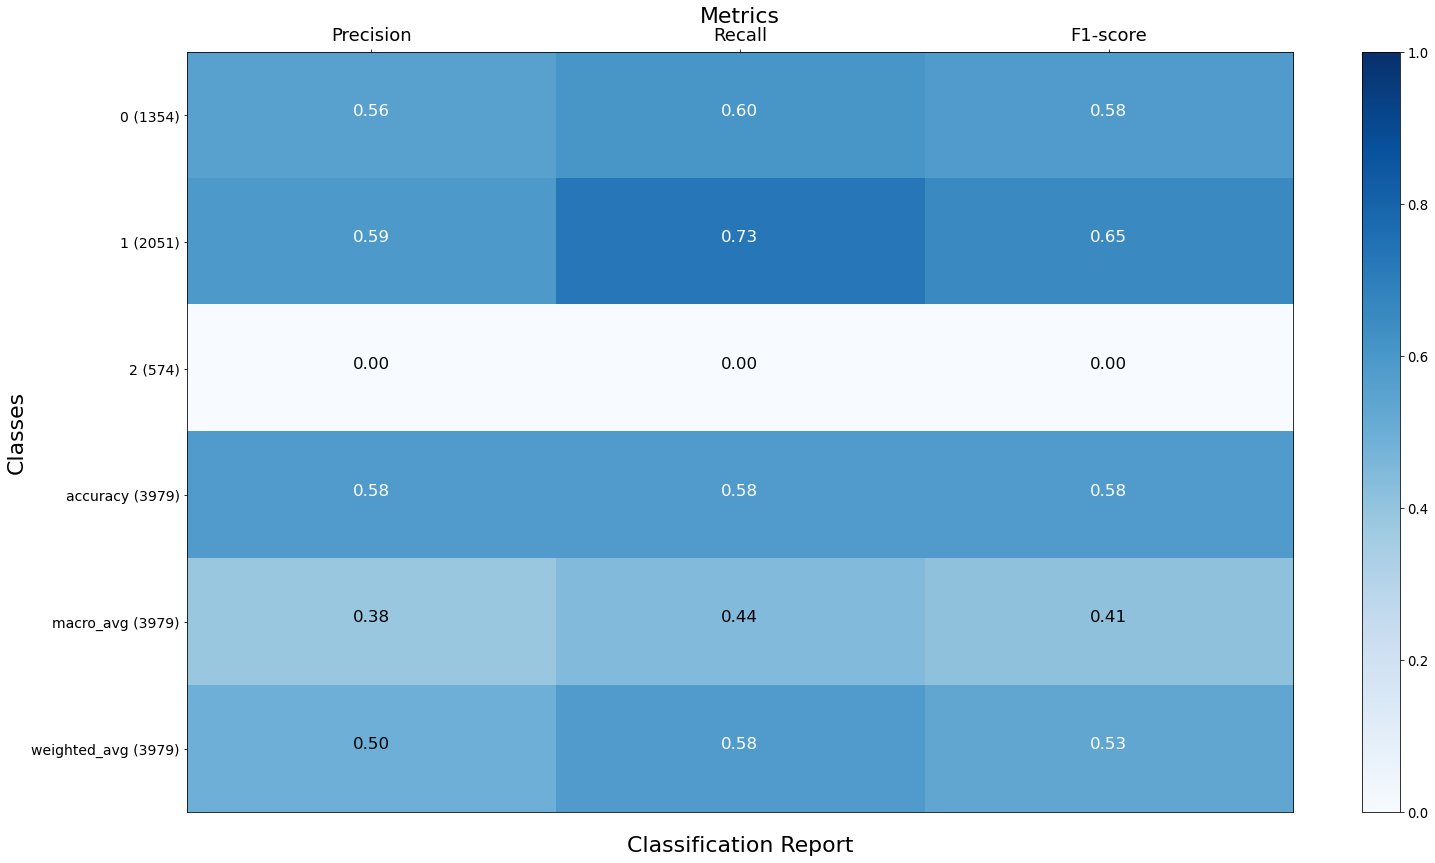 Metrics
Precision Recall F1-score
0 (1354) 0.56 0.60 0.58
1 (2051) 0.59 0.73 0.65
2 (574) 0.00 0.00 0.00
accuracy (3979) 0.58 0.58 0.58
macro_avg (3979) 0.38 0.44 0.41
weighted_avg (3979) 0.50 0.58 0.53
Classes
Classification Report
1.0
0.8
0.6
0.4
0.2
0.0